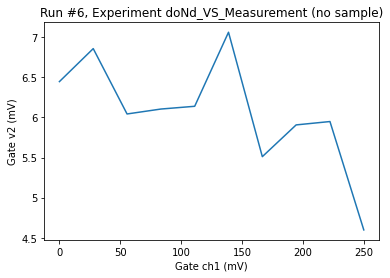 Run #6, Experiment doNd_VS_Measurement (no sample)
7
6.5
6
5.5
5
4.5
Gate v2 (mV)
0 50 100 150 200 250
Gate ch1 (mV)